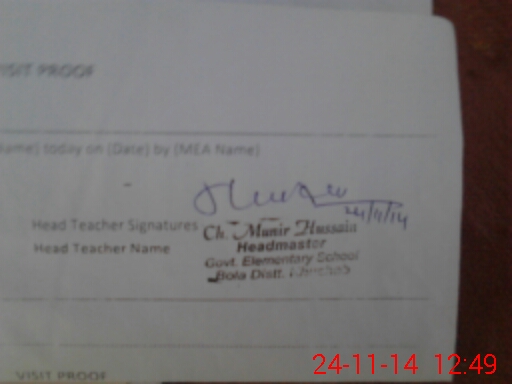 VISIT PROOF
Name) today on (Date) by (MEA Name)
24/11/14
Head Teacher Signatures
Ch. Munir Hussain
Head Teacher Name
Headmaster
Govt. Elementary School
Bola Distt.
VISIT PROOF
24-11-14 12:49